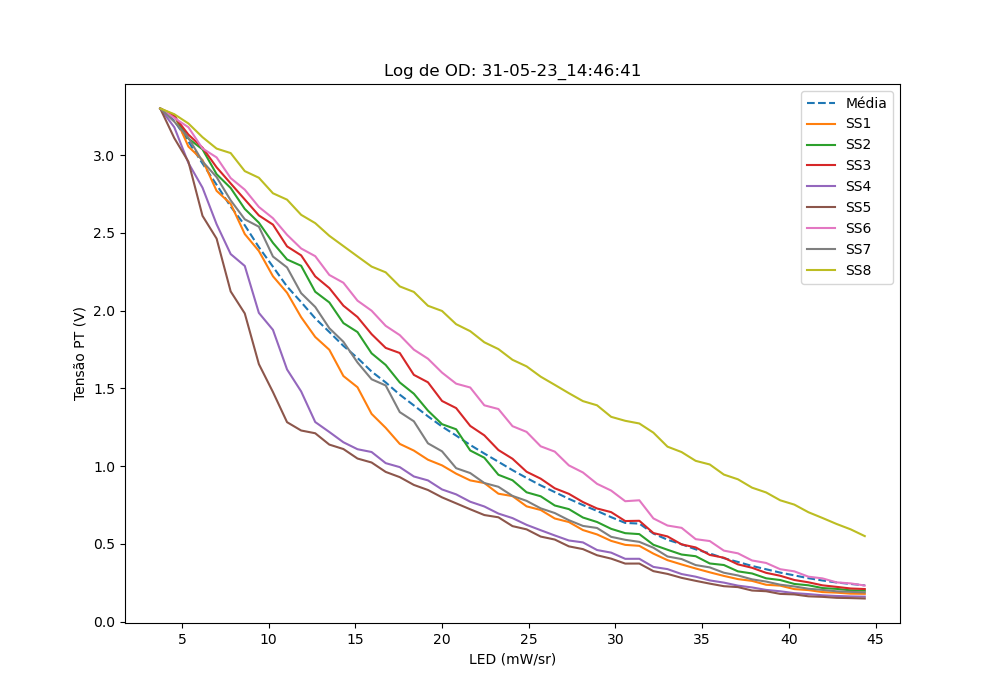 Log de OD: 31-05-23_14:46:41
Média
SS1
SS2
SS3
SS4
SS5
SS6
SS7
SS8
Tensão PT (V)
3.0
2.5
2.0
1.5
1.0
0.5
0.0
5 10 15 20 25 30 35 40 45
LED (mW/sr)